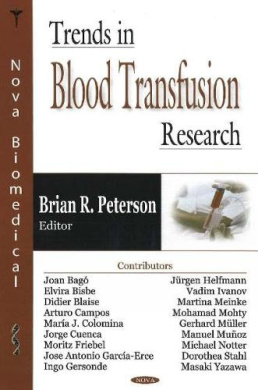 Nova Biomedical
Trends in
Blood Transfusion
Research
Brian R. Peterson
Editor
Contributors
Joan Bagó
Elvira Bisbe
Didier Blaise
Arturo Campos
María J. Colomina
Jorge Cuenca
Moritz Friebel
Jose Antonio García-Erce
Ingo Gersonde
Jürgen Helfmann
Vadim Ivanov
Martina Meinke
Mohamad Mohty
Gerhard Müller
Manuel Muñoz
Michael Notter
Dorothea Stahl
Masaki Yazawa
NOVA